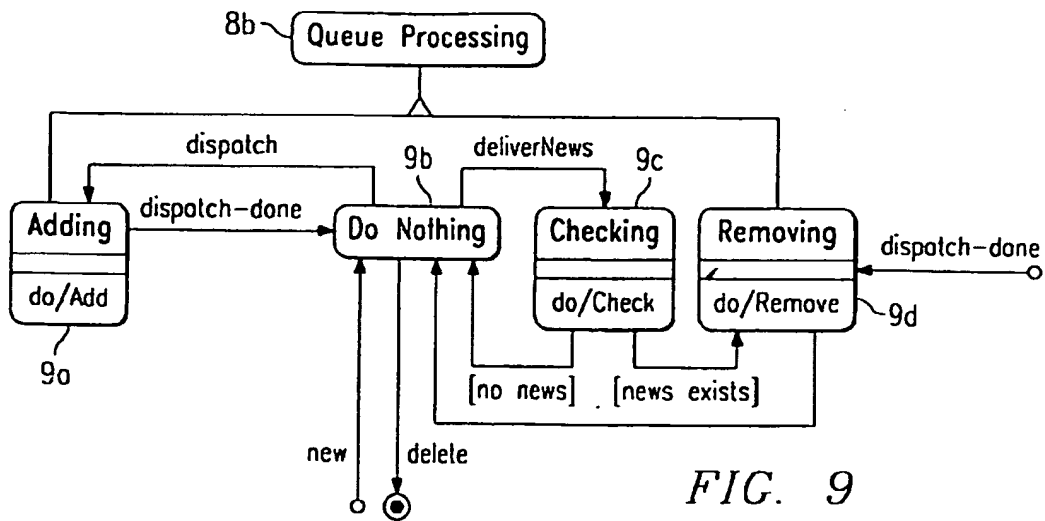 8b
Queue Processing
dispatch
9b
deliverNews
9c
Adding
dispatch-done
Do Nothing
Checking
Removing
dispatch-done
do/Add
do/Check
do/Remove
9d
9a
[no news]
[news exists]
new
delete
FIG. 9